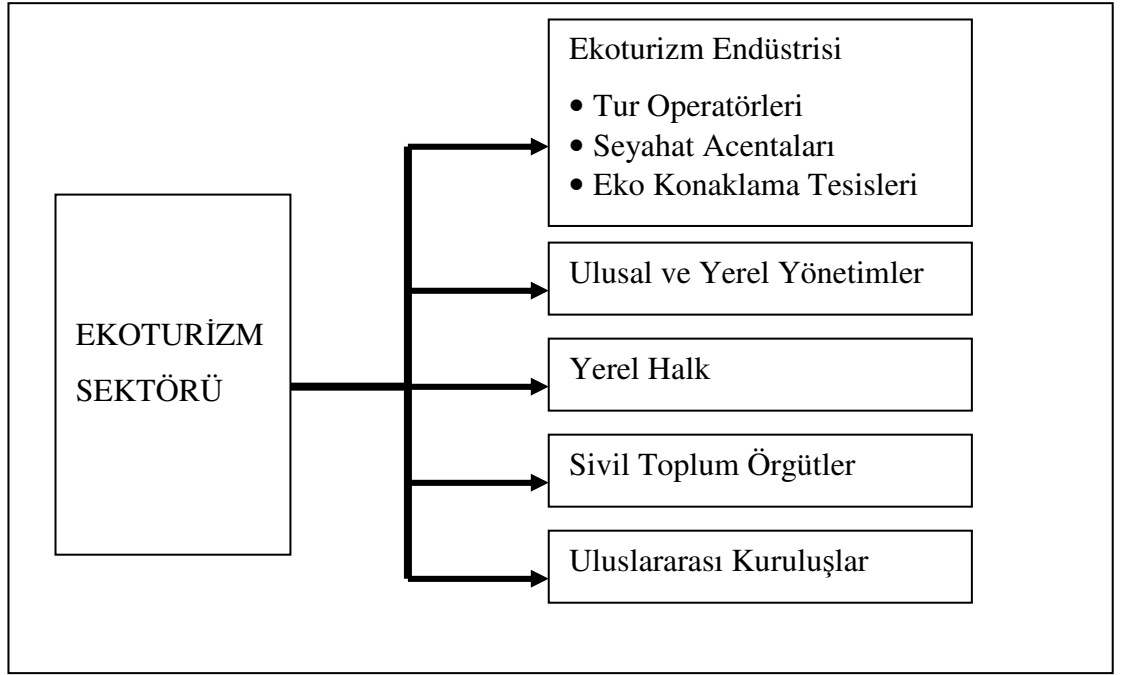 EKOTURİZM
SEKTÖRÜ
Ekoturizm Endüstrisi
• Tur Operatörleri
• Seyahat Acentaları
• Eko Konaklama Tesisleri
Ulusal ve Yerel Yönetimler
Yerel Halk
Sivil Toplum Örgütler
Uluslararası Kuruluşlar